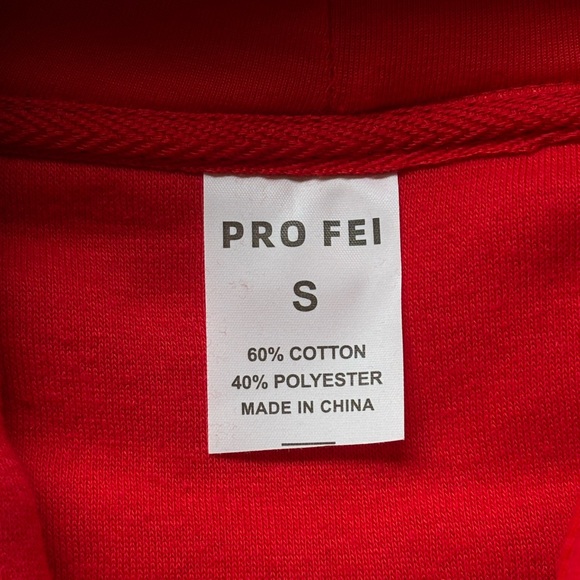 PRO FEI
S
60% COTTON
40% POLYESTER
MADE IN CHINA